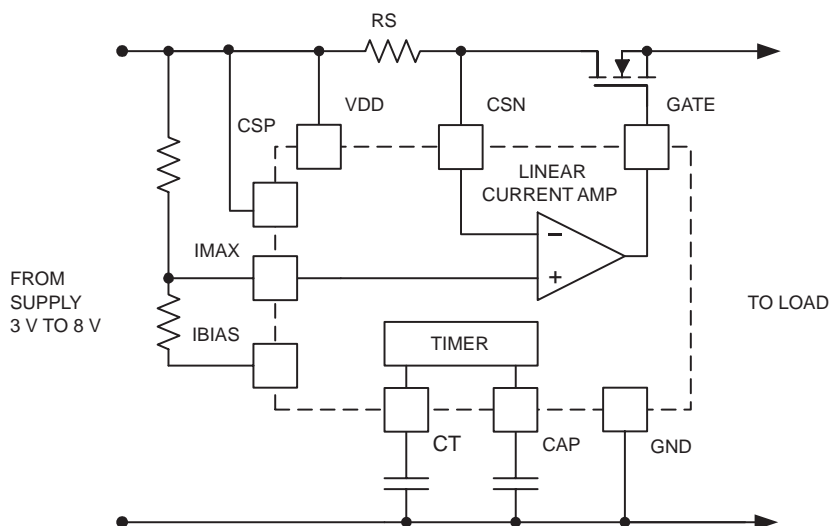 RS
VDD
CSN
GATE
CSP
LINEAR
CURRENT AMP
−
+
IMAX
FROM
SUPPLY
3 V TO 8 V
TO LOAD
IBIAS
TIMER
CT
CAP
GND